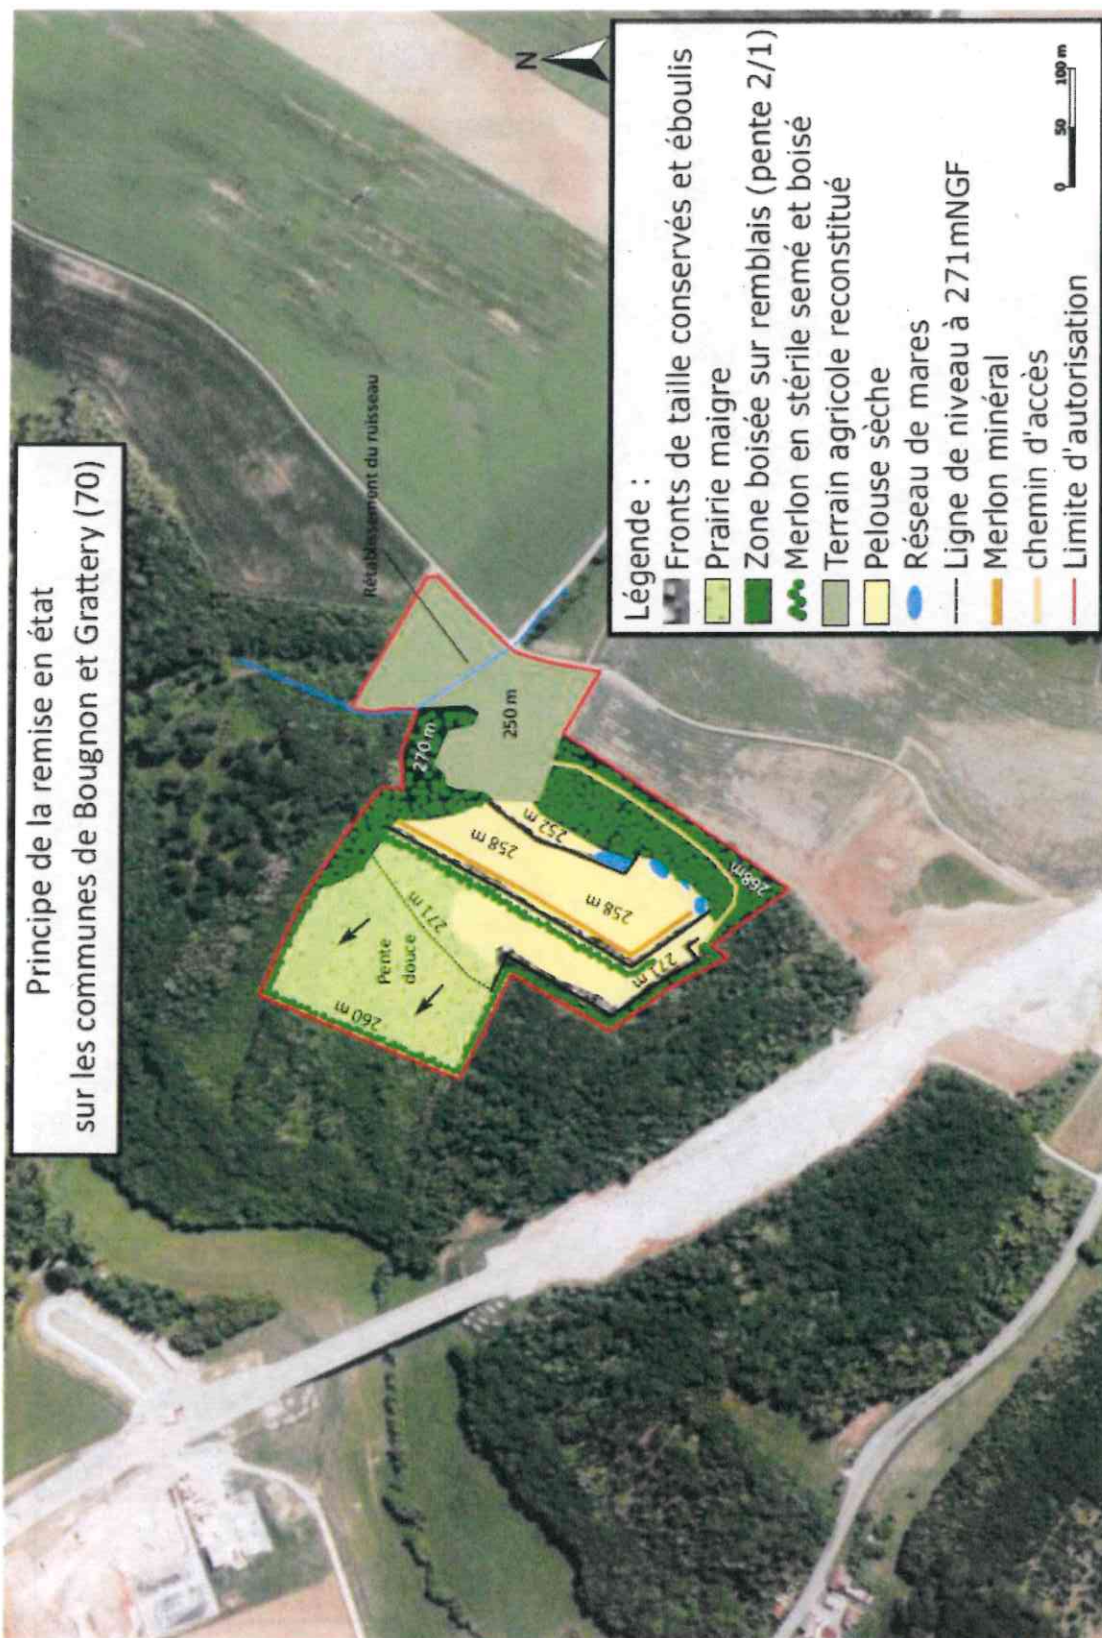 Principe de la remise en état
sur les communes de Bougnon et Grattery (70)
N
Rétablissement du ruisseau
270 m
250 m
271 m
Pente
douce
260 m
258 m
252 m
258 m
271 m
268m
Légende :
Fronts de taille conservés et éboulis
Prairie maigre
Zone boisée sur remblais (pente 2/1)
Merlon en stérile semé et boisé
Terrain agricole reconstitué
Pelouse sèche
Réseau de mares
Ligne de niveau à 271mNGF
Merlon minéral
chemin d'accès
Limite d'autorisation
0 50 100 m